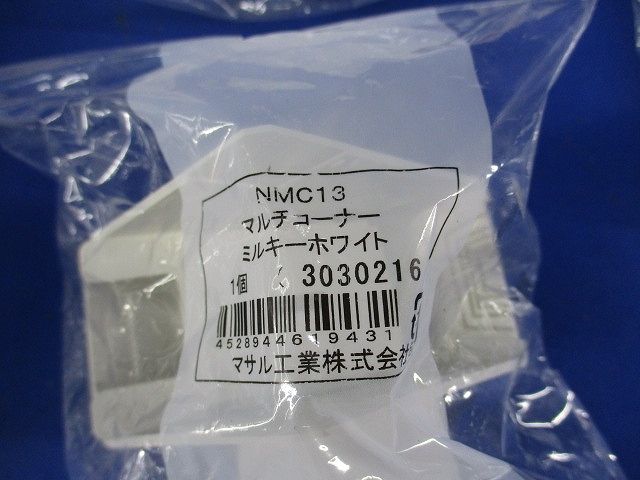 NMC13
マルチコーナー
ミルキーホワイト
1個 3030216
4528944619431
マサル工業株式会社